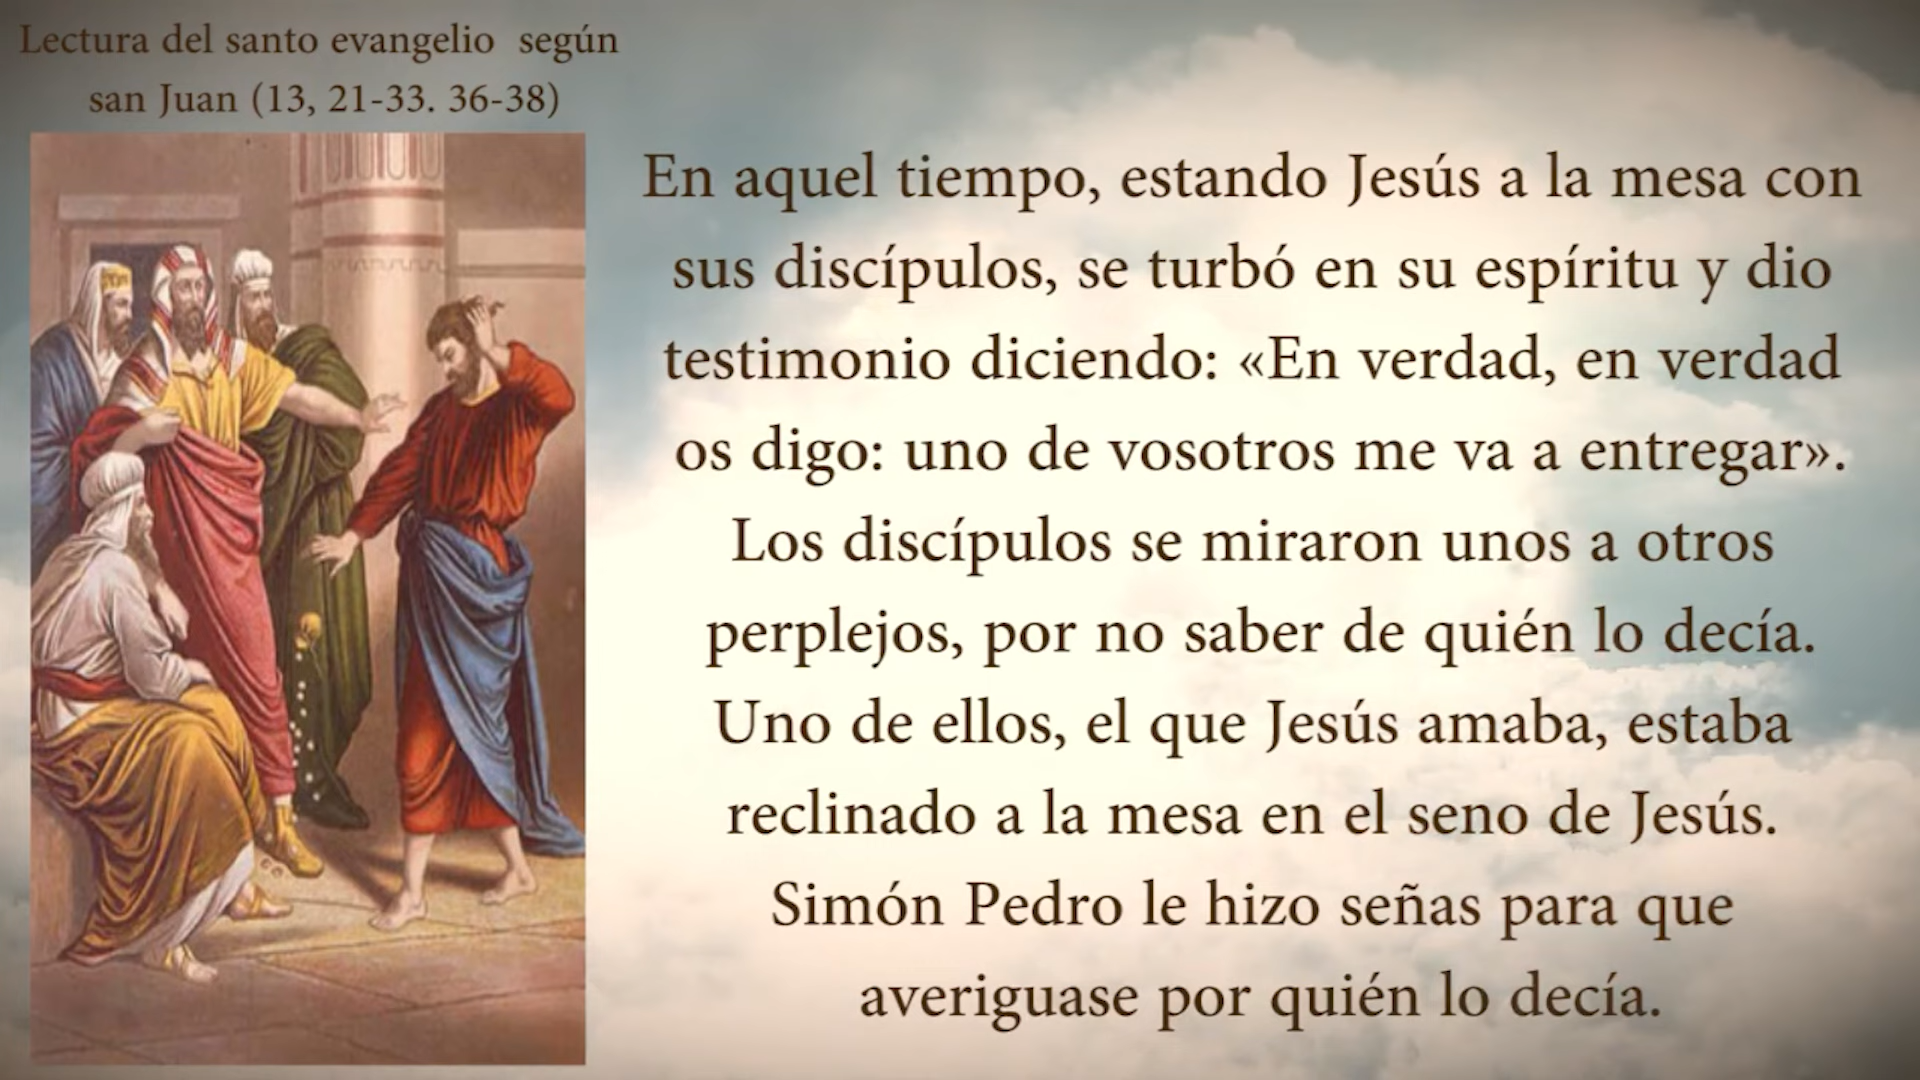 Lectura del santo evangelio según
san Juan (13, 21-33. 36-38)
En aquel tiempo, estando Jesús a la mesa con
sus discípulos, se turbó en su espíritu y dio
testimonio diciendo: «En verdad, en verdad
os digo: uno de vosotros me va a entregar».
Los discípulos se miraron unos a otros
perplejos, por no saber de quién lo decía.
Uno de ellos, el que Jesús amaba, estaba
reclinado a la mesa en el seno de Jesús.
Simón Pedro le hizo señas para que
averiguase por quién lo decía.